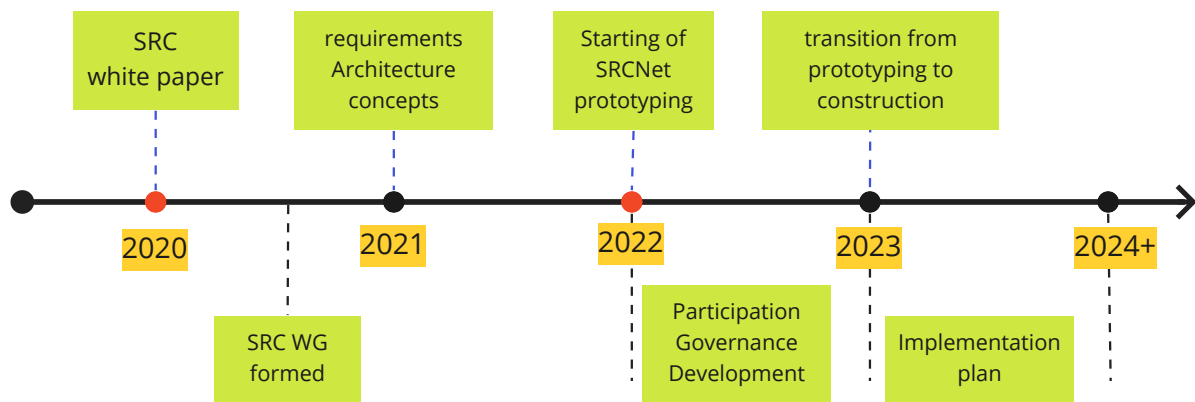 SRC
white paper
requirements
Architecture
concepts
Starting of
SRCNet
prototyping
transition from
prototyping to
construction
2020
2021
2022
2023
2024+
SRC WG
formed
Participation
Governance
Development
Implementation
plan